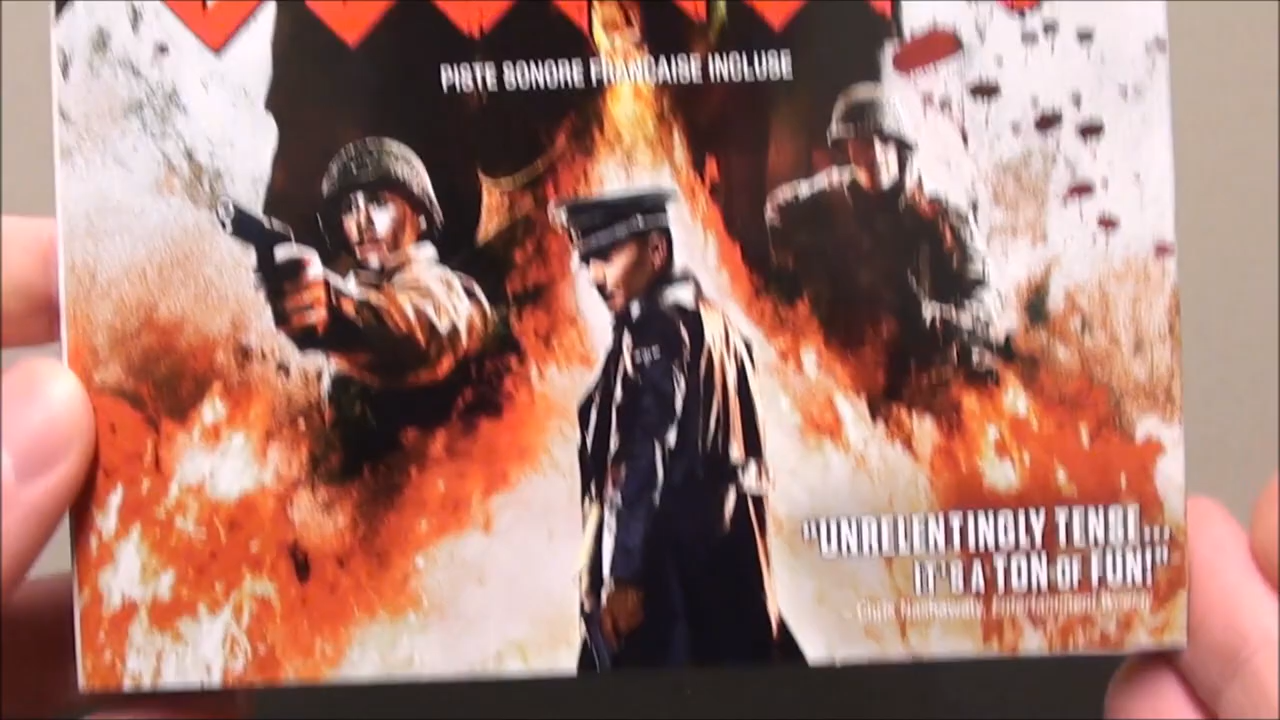 PISTE SONORE FRANÇAISE INCLUSE
"UNRELENTINGLY TENSE...
IT'S A TON OF FUN!"